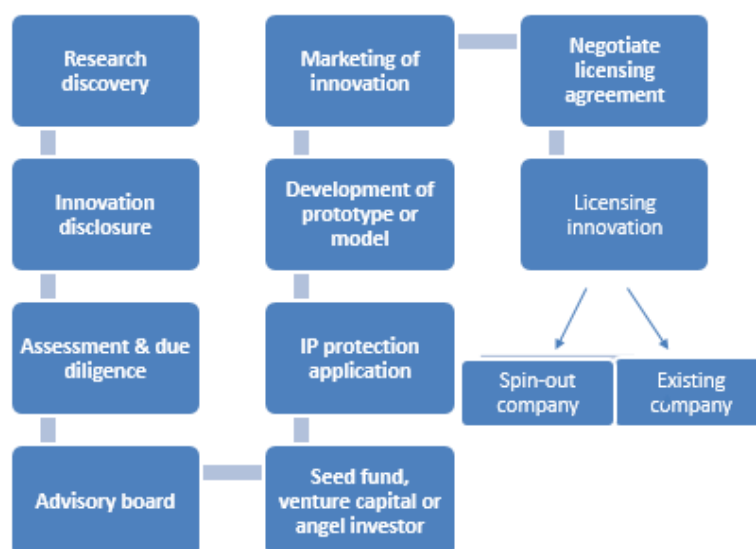 Research
discovery
Innovation
disclosure
Assessment & due
diligence
Advisory board
Seed fund,
venture capital or
angel investor
IP protection
application
Development of
prototype or
model
Marketing of
innovation
Negotiate
licensing
agreement
Licensing
innovation
Spin-out
company
Existing
company